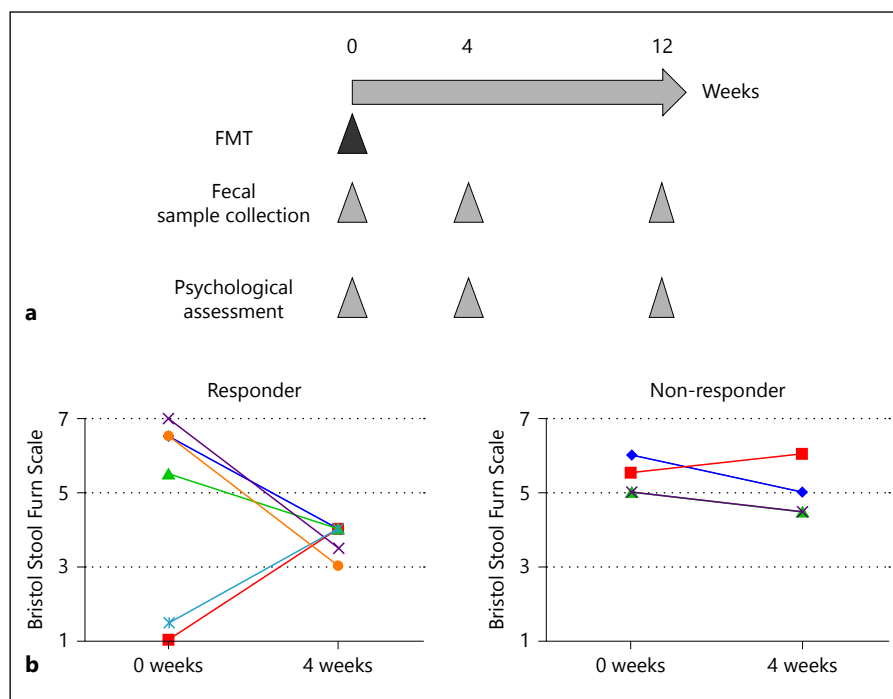 0 4 12
Weeks
FMT
Fecal
sample collection
Psychological
assessment
a
Responder
Bristol Stool Furn Scale
7
5
3
1
0 weeks 4 weeks
Non-responder
Bristol Stool Furn Scale
7
5
3
1
0 weeks 4 weeks
b